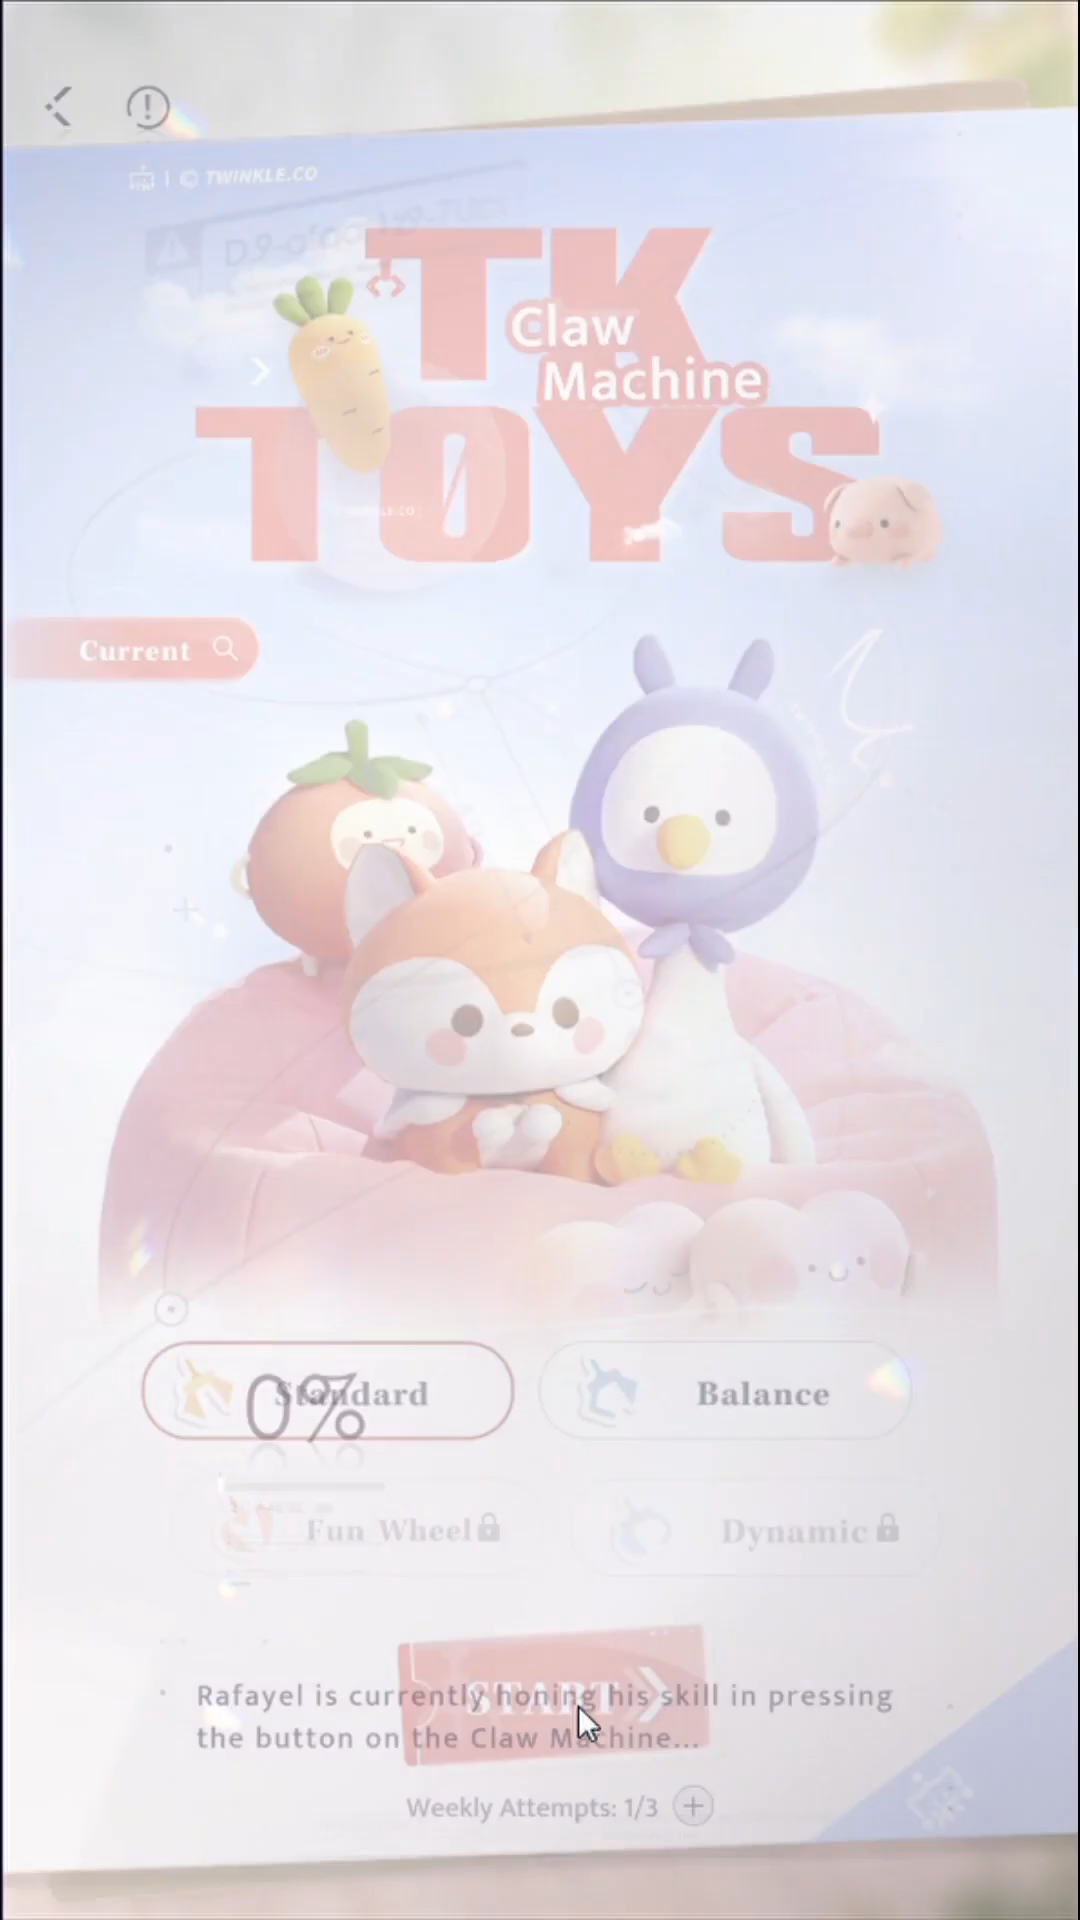 © TWINKLE.CO
TK
Claw
Machine
TOYS
Current
Standard
0%
Balance
Fun Wheel
Dynamic
START
Rafayel is currently honing his skill in pressing
the button on the Claw Machine...
Weekly Attempts: 1/3